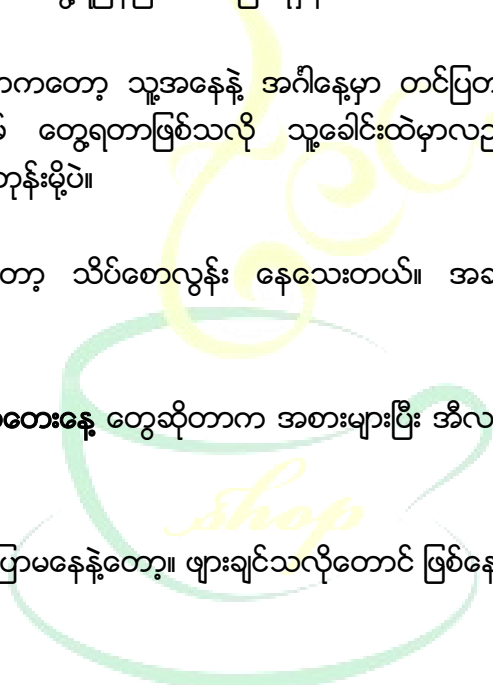 ကတော့ သူ့အနေနဲ့ အင်္ဂါနေ့မှာ တင်ပြတ
တွေ့ရတာဖြစ်သလို သူ့ခေါင်းထဲမှာလည
တုန်းမို့ပဲ။
တော့ သိပ်စောလွန်း နေသေးတယ်။ အဆ
တေးနေ့ တွေဆိုတာက အစားများပြီး အီလ
shop
ပြာမနေနဲ့တော့။ ဖျားချင်သလိုတောင် ဖြစ်နေ